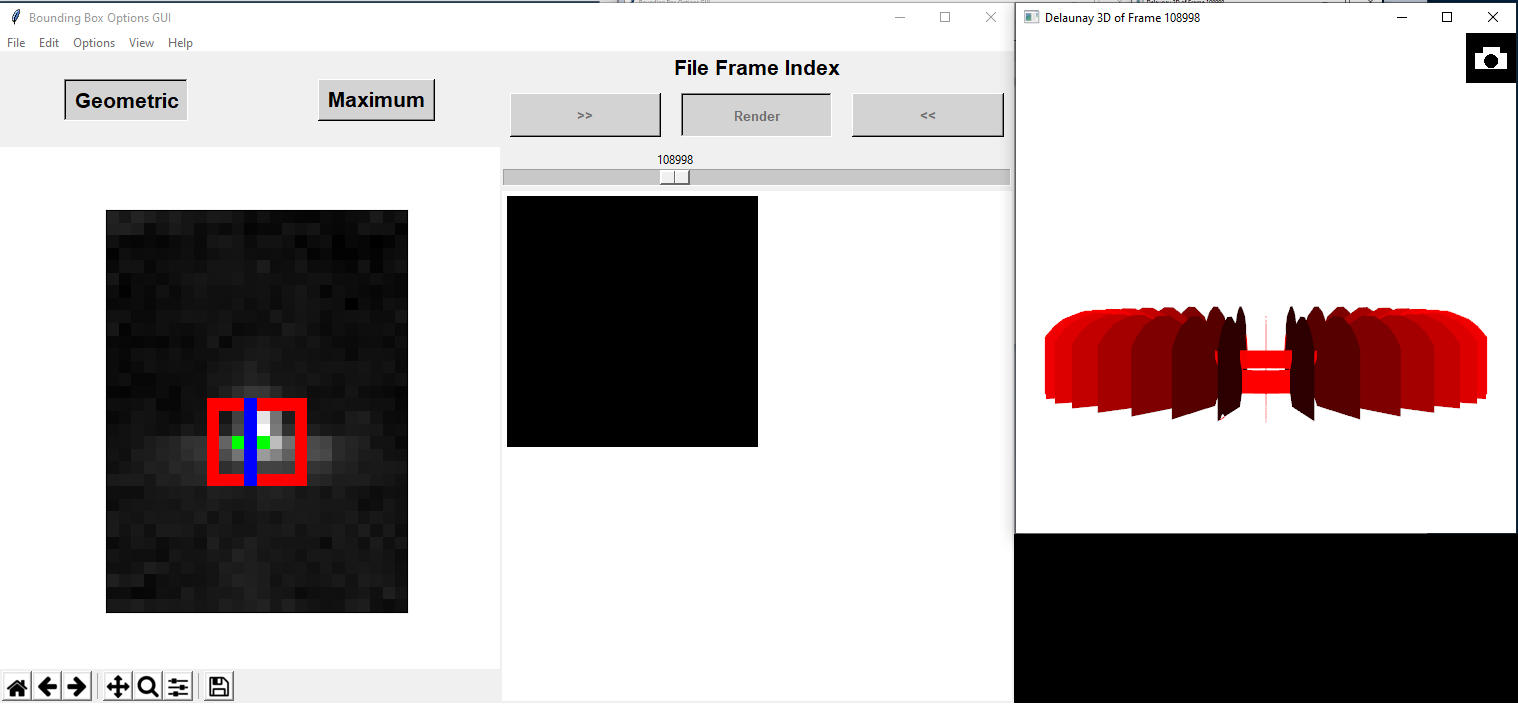 Bounding Box Options GUI
File Edit Options View Help
Geometric
Maximum
File Frame Index
>>
Render
<<
108998
Delaunay 3D of Frame 108998